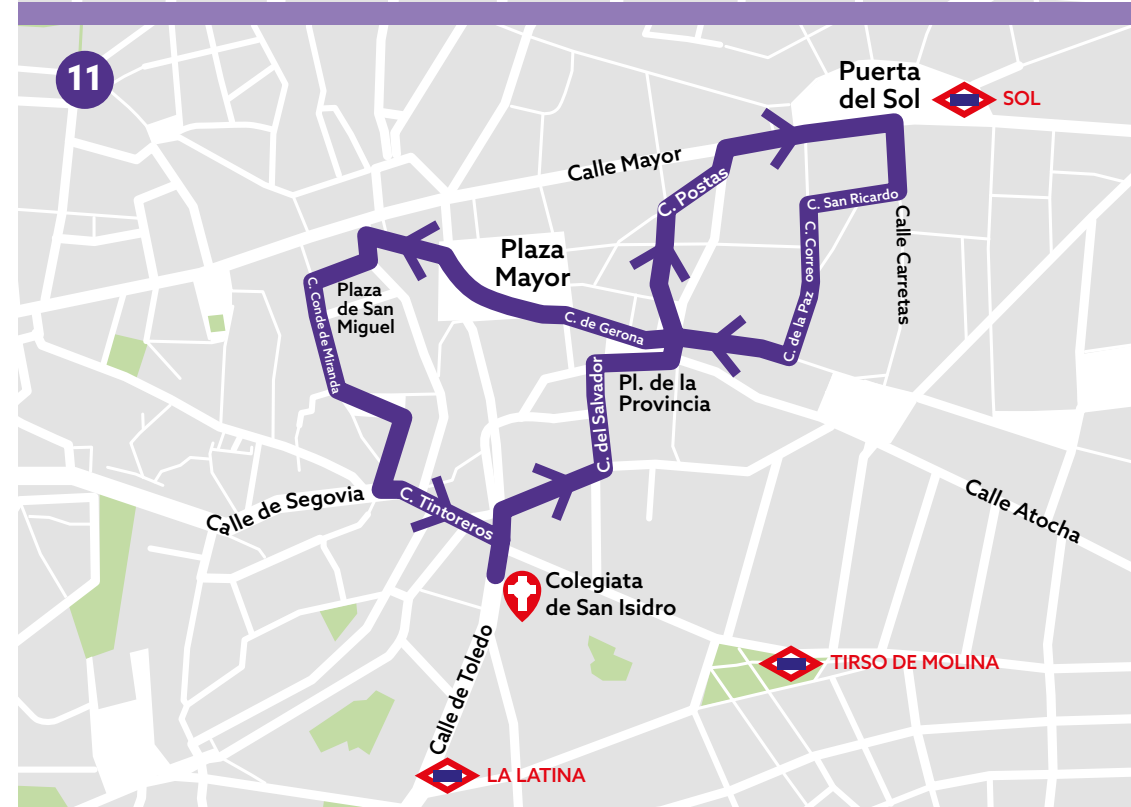 11
Puerta
del Sol
SOL
Calle Mayor
C. Postas
C. San Ricardo
Plaza
Mayor
C. Correo
Calle Carretas
Plaza
de San
Miguel
C. Conde de Miranda
C. de Gerona
C. de la Paz
Pl. de la
Provincia
C. del Salvador
Calle de Segovia
C. Tintoreros
Calle Atocha
Colegiata
de San Isidro
Calle de Toledo
TIRSO DE MOLINA
LA LATINA